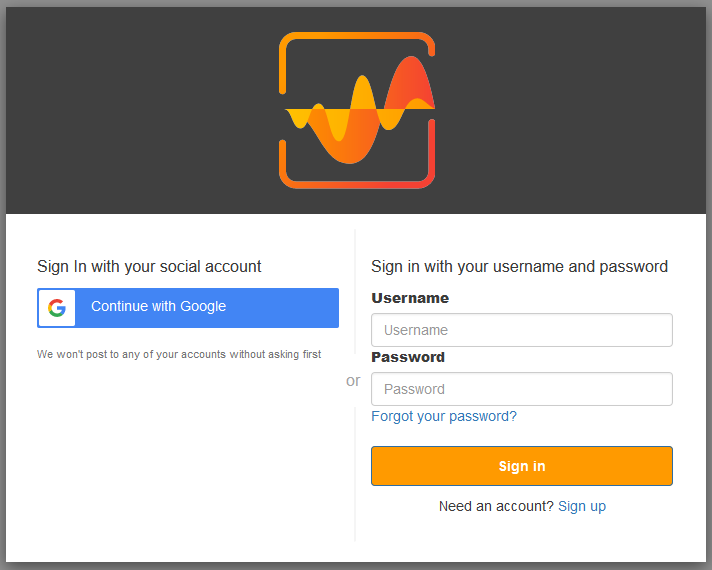 Sign In with your social account
Continue with Google
We won't post to any of your accounts without asking first
or
Sign in with your username and password
Username
Username
Password
Password
Forgot your password?
Sign in
Need an account? Sign up